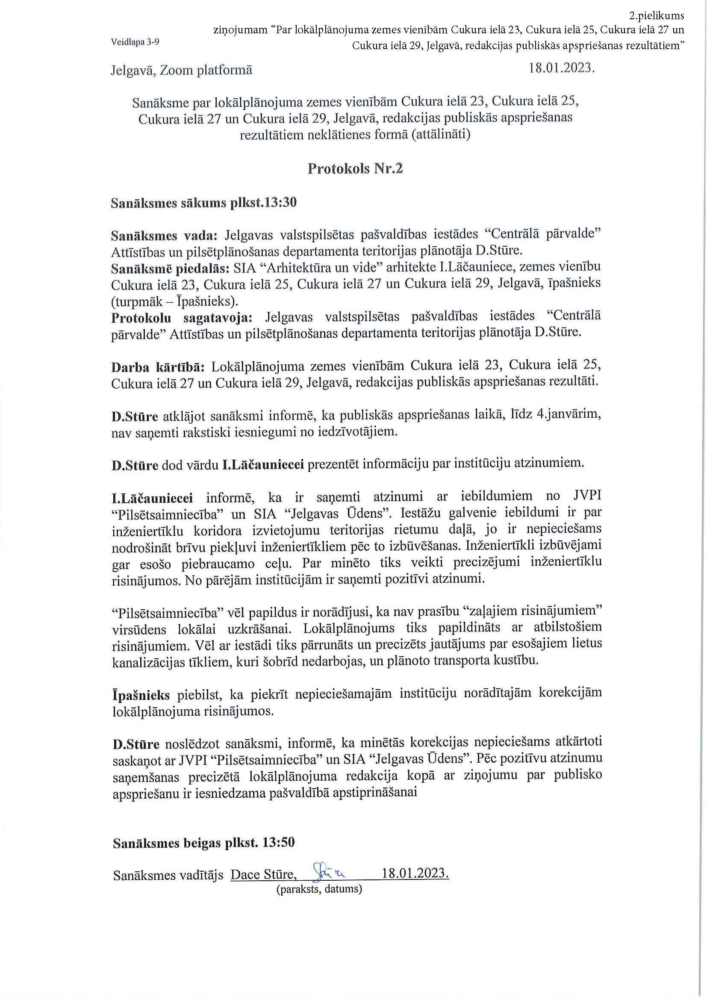 2.pielikums
ziņojumam “Par lokālplānojuma zemes vienībām Cukura ielā 23, Cukura ielā 25, Cukura ielā 27 un
Cukura ielā 29, Jelgavā, redakcijas publiskās apspriešanas rezultātiem”
Veidlapa 3-9
Jelgavā, Zoom platformā 18.01.2023.
Sanāksme par lokālplānojuma zemes vienībām Cukura ielā 23, Cukura ielā 25,
Cukura ielā 27 un Cukura ielā 29, Jelgavā, redakcijas publiskās apspriešanas
rezultātiem neklātienes formā (attālināti)
Protokols Nr.2
Sanāksmes sākums plkst.13:30
Sanāksmes vada: Jelgavas valstspilsētas pašvaldības iestādes “Centrālā pārvalde”
Attīstības un pilsētplānošanas departamenta teritorijas plānotāja D.Stūre.
Sanāksmē piedalās: SIA “Arhitektūra un vide” arhitekte I.Lāčauniece, zemes vienību
Cukura ielā 23, Cukura ielā 25, Cukura ielā 27 un Cukura ielā 29, Jelgavā, īpašnieks
(turpmāk – Īpašnieks).
Protokolu sagatavoja: Jelgavas valstspilsētas pašvaldības iestādes “Centrālā
pārvalde” Attīstības un pilsētplānošanas departamenta teritorijas plānotāja D.Stūre.
Darba kārtībā: Lokālplānojuma zemes vienībām Cukura ielā 23, Cukura ielā 25,
Cukura ielā 27 un Cukura ielā 29, Jelgavā, redakcijas publiskās apspriešanas rezultāti.
D.Stūre atklājot sanāksmi informē, ka publiskās apspriešanas laikā, līdz 4.janvārim,
nav saņemti rakstiski iesniegumi no iedzīvotājiem.
D.Stūre dod vārdu I.Lāčauniecei prezentēt informāciju par institūciju atzinumiem.
I.Lāčauniecei informē, ka ir saņemti atzinumi ar iebildumiem no JVPI
“Pilsētsaimniecība” un SIA “Jelgavas Ūdens”. Iestāžu galvenie iebildumi ir par
inženiertīklu koridora izvietojumu teritorijas rietumu daļā, jo ir nepieciešams
nodrošināt brīvu piekļuvi inženiertīkliem pēc to izbūvēšanas. Inženiertīkli izbūvējami
gar esošo piebraucamo ceļu. Par minēto tiks veikti precizējumi inženiertīklu
risinājumos. No pārējām institūcijām ir saņemti pozitīvi atzinumi.
“Pilsētsaimniecība” vēl papildus ir norādījusi, ka nav prasību “zaļajiem risinājumiem”
virsūdens lokālai uzkrāšanai. Lokālplānojums tiks papildināts ar atbilstošiem
risinājumiem. Vēl ar iestādi tiks pārrunāts un precizēts jautājums par esošajiem lietus
kanalizācijas tīkliem, kuri šobrīd nedarbojas, un plānoto transporta kustību.
Īpašnieks piebilst, ka piekrīt nepieciešamajām institūciju norādītajām korekcijām
lokālplānojuma risinājumos.
D.Stūre noslēdzot sanāksmi, informē, ka minētās korekcijas nepieciešams atkārtoti
saskaņot ar JVPI “Pilsētsaimniecība” un SIA “Jelgavas Ūdens”. Pēc pozitīvu atzinumu
saņemšanas precizētā lokālplānojuma redakcija kopā ar ziņojumu par publisko
apspriešanu ir iesniedzama pašvaldībā apstiprināšanai
Sanāksmes beigas plkst. 13:50
Sanāksmes vadītājs Dace Stūre, Stūre 18.01.2023.
(paraksts, datums)